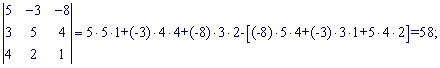 |5 −3 −8|
|3 5 4| = 5·5·1+(-3)·4·4+(-8)·3·2-[(-8)·5·4+(-3)·3·1+5·4·2]=58;
|4 2 1|